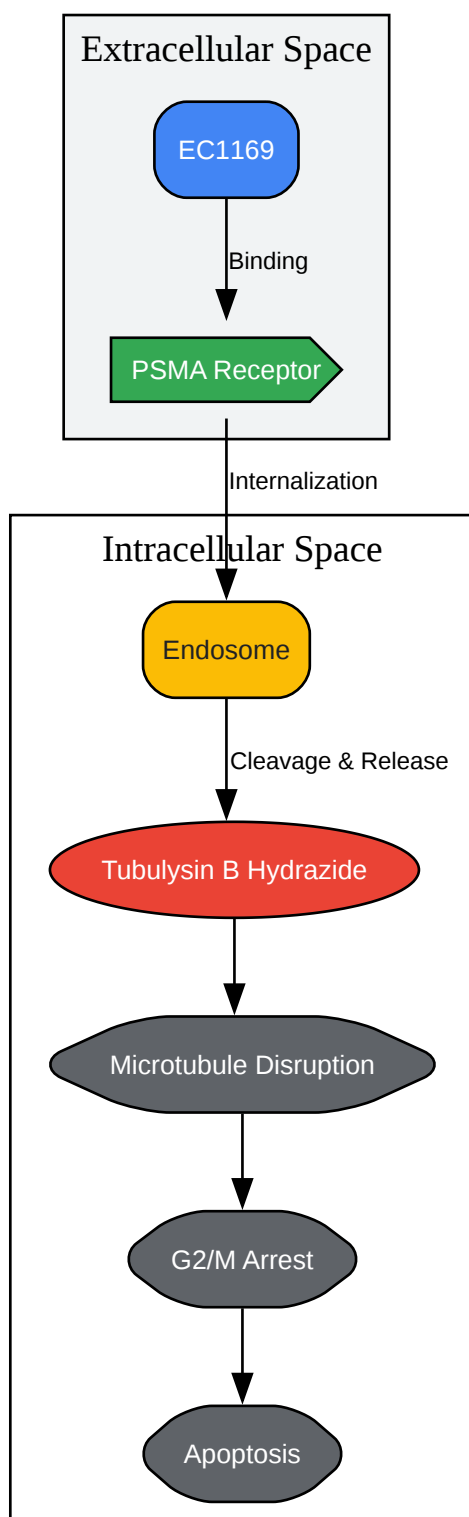 Extracellular Space
EC1169
Binding
PSMA Receptor
Internalization
Intracellular Space
Endosome
Cleavage & Release
Tubulysin B Hydrazide
Microtubule Disruption
G2/M Arrest
Apoptosis